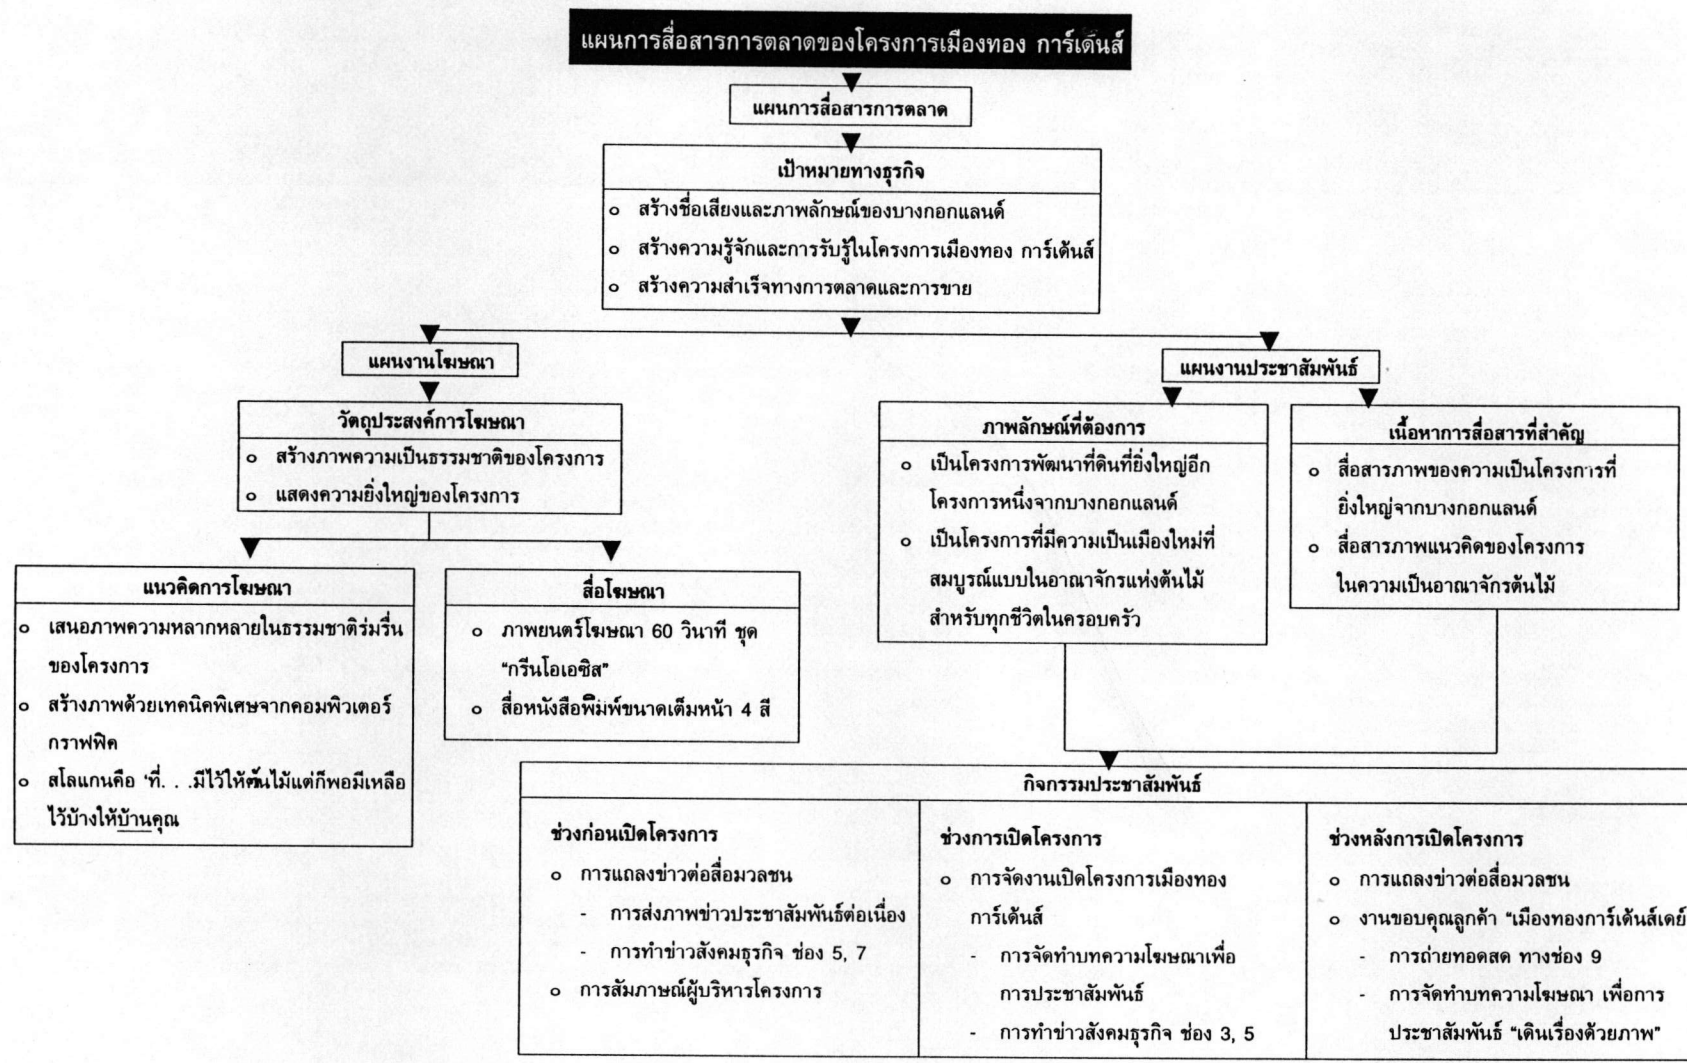 แผนการสื่อสารการตลาดของโครงการเมืองทอง การ์เด้นส์
แผนการสื่อสารการตลาด
เป้าหมายทางธุรกิจ
o สร้างชื่อเสียงและภาพลักษณ์ของบางกอกแลนด์
o สร้างความรู้จักและการรับรู้ในโครงการเมืองทอง การ์เด้นส์
o สร้างความสำเร็จทางการตลาดและการขาย
แผนงานโฆษณา
วัตถุประสงค์การโฆษณา
o สร้างภาพความเป็นธรรมชาติของโครงการ
o แสดงความยิ่งใหญ่ของโครงการ
แนวคิดการโฆษณา
o เสนอภาพความหลากหลายในธรรมชาติร่มรื่น
ของโครงการ
o สร้างภาพด้วยเทคนิคพิเศษจากคอมพิวเตอร์
กราฟฟิค
o สโลแกนคือ 'ที่. . .มีไว้ให้ต้นไม้แต่ก็พอมีเหลือ
ไว้บ้างให้บ้านคุณ
สื่อโฆษณา
o ภาพยนตร์โฆษณา 60 วินาที ชุด
“กรีนโอเอซิส”
o สื่อหนังสือพิมพ์ขนาดเต็มหน้า 4 สี
แผนงานประชาสัมพันธ์
ภาพลักษณ์ที่ต้องการ
o เป็นโครงการพัฒนาที่ดินที่ยิ่งใหญ่อีก
โครงการหนึ่งจากบางกอกแลนด์
o เป็นโครงการที่มีความเป็นเมืองใหม่ที่
สมบูรณ์แบบในอาณาจักรแห่งต้นไม้
สำหรับทุกชีวิตในครอบครัว
เนื้อหาการสื่อสารที่สำคัญ
o สื่อสารภาพของความเป็นโครงการที่
ยิ่งใหญ่จากบางกอกแลนด์
o สื่อสารภาพแนวคิดของโครงการ
ในความเป็นอาณาจักรต้นไม้
กิจกรรมประชาสัมพันธ์
ช่วงก่อนเปิดโครงการ
o การแถลงข่าวต่อสื่อมวลชน
- การส่งภาพข่าวประชาสัมพันธ์ต่อเนื่อง
- การทำข่าวสังคมธุรกิจ ช่อง 5, 7
o การสัมภาษณ์ผู้บริหารโครงการ
ช่วงการเปิดโครงการ
o การจัดงานเปิดโครงการเมืองทอง
การ์เด้นส์
- การจัดทำบทความโฆษณาเพื่อ
การประชาสัมพันธ์
- การทำข่าวสังคมธุรกิจ ช่อง 3, 5
ช่วงหลังการเปิดโครงการ
o การแถลงข่าวต่อสื่อมวลชน
o งานขอบคุณลูกค้า “เมืองทองการ์เด้นส์เดย์
- การถ่ายทอดสด ทางช่อง 9
- การจัดทำบทความโฆษณา เพื่อการ
ประชาสัมพันธ์ “เดินเรื่องด้วยภาพ”